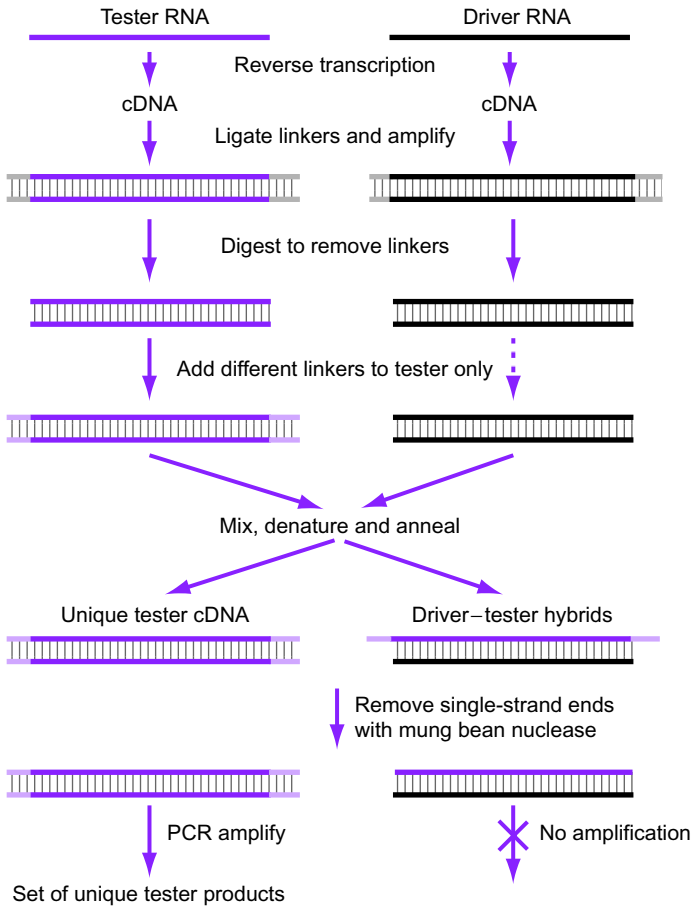 Tester RNA
Driver RNA
Reverse transcription
cDNA
cDNA
Ligate linkers and amplify
Digest to remove linkers
Add different linkers to tester only
Mix, denature and anneal
Unique tester cDNA
Driver–tester hybrids
Remove single-strand ends
with mung bean nuclease
PCR amplify
No amplification
Set of unique tester products